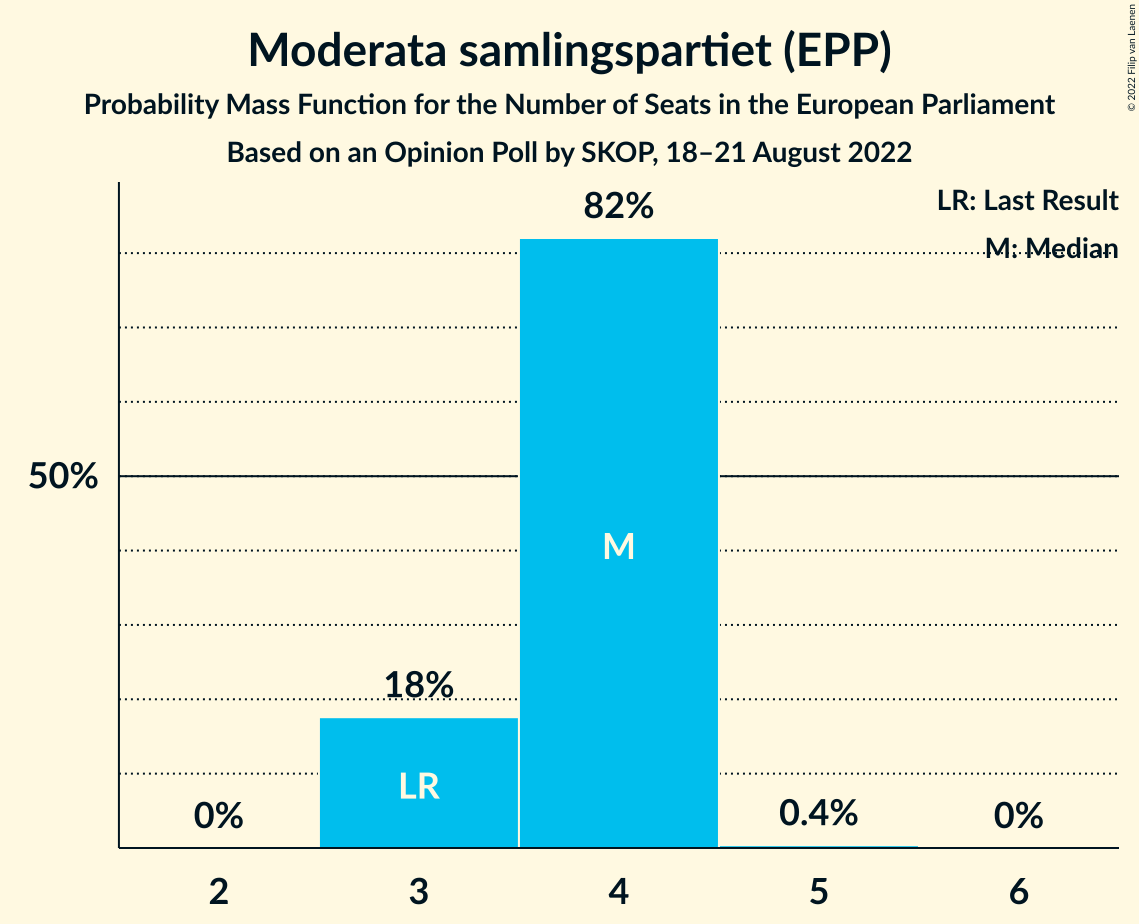 Moderata samlingspartiet (EPP)
Probability Mass Function for the Number of Seats in the European Parliament
Based on an Opinion Poll by SKOP, 18–21 August 2022
© 2022 Filip van Laenen
LR: Last Result
M: Median
82%
50%
M
18%
LR
0%
0.4%
0%
2 3 4 5 6